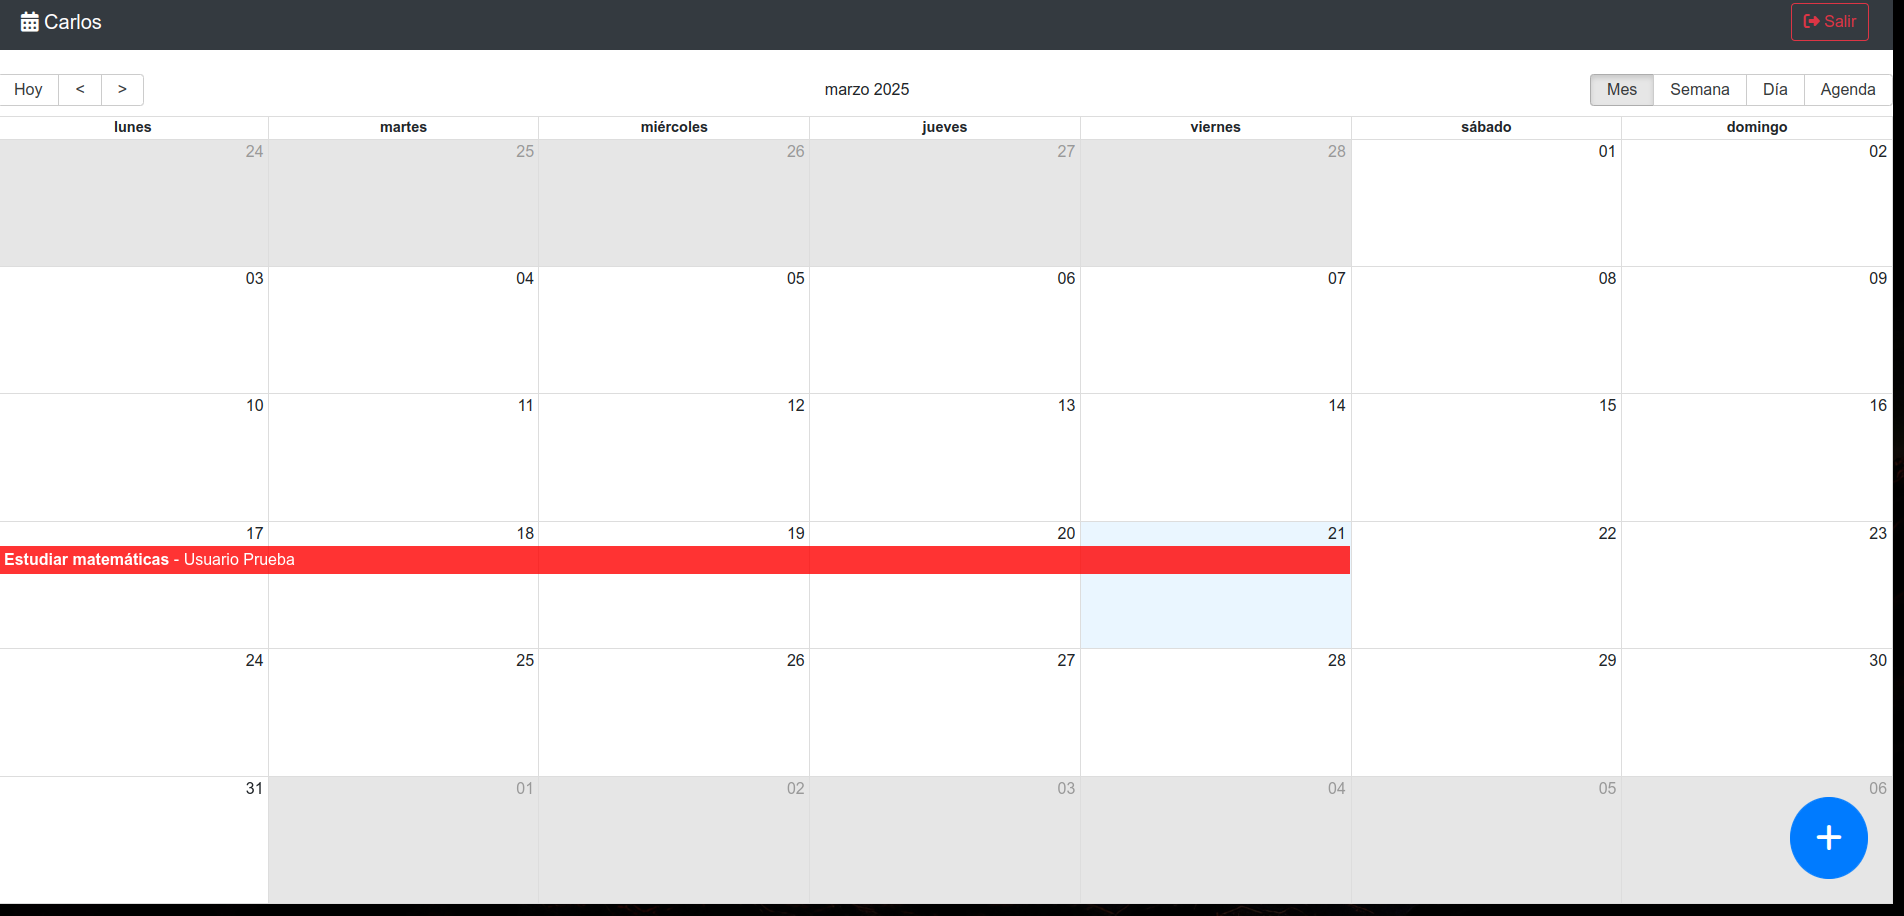 Carlos
Salir
Hoy < >
marzo 2025
Mes Semana Día Agenda
lunes martes miércoles jueves viernes sábado domingo
24 25 26 27 28 01 02
03 04 05 06 07 08 09
10 11 12 13 14 15 16
17 18 19 20 21 22 23
Estudiar matemáticas - Usuario Prueba
24 25 26 27 28 29 30
31 01 02 03 04 05 06
+